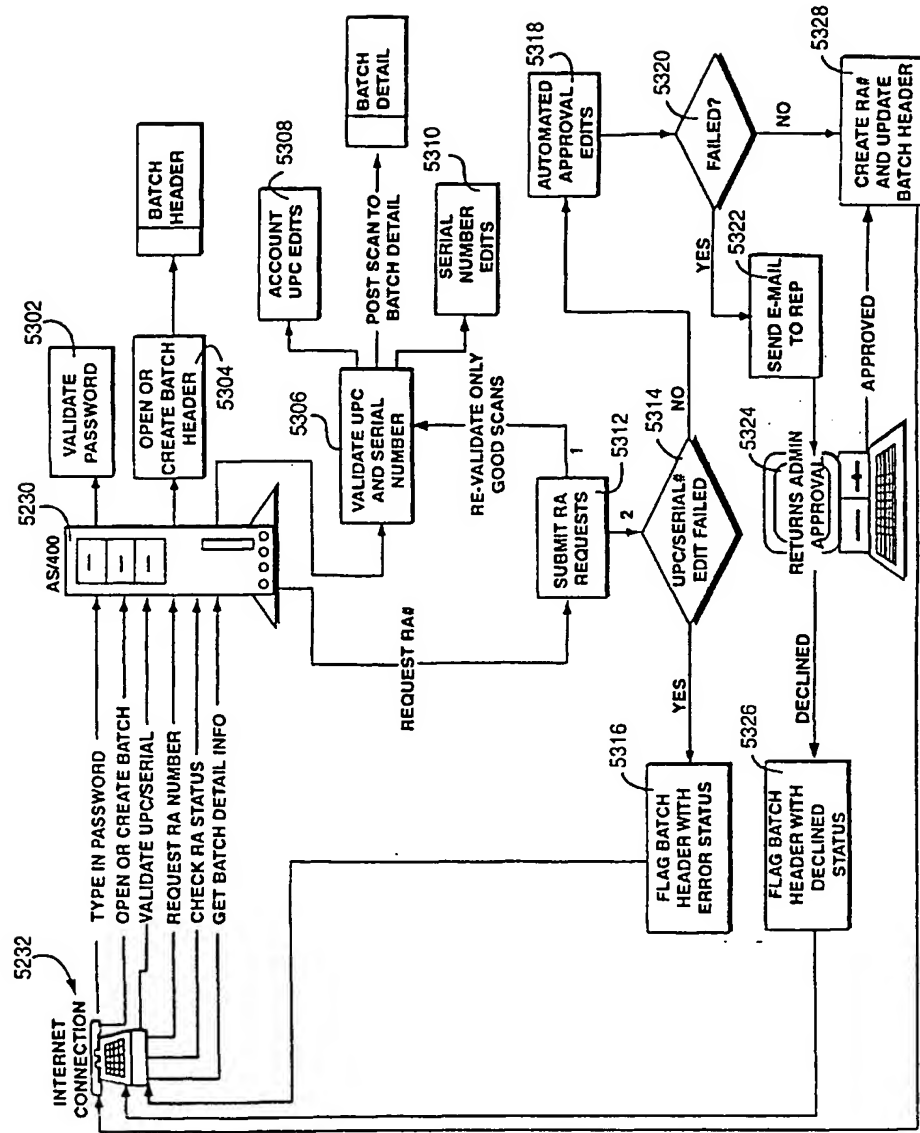 5232
INTERNET
CONNECTION
TYPE IN PASSWORD
OPEN OR CREATE BATCH
VALIDATE UPC/SERIAL
REQUEST RA NUMBER
CHECK RA STATUS
GET BATCH DETAIL INFO
5230
AS/400
5302
VALIDATE
PASSWORD
OPEN OR
CREATE BATCH
HEADER
5304
BATCH
HEADER
5306
VALIDATE UPC
AND SERIAL
NUMBER
5308
ACCOUNT
UPC EDITS
POST SCAN TO
BATCH DETAIL
BATCH
DETAIL
5310
SERIAL
NUMBER
EDITS
REQUEST RA#
RE-VALIDATE ONLY
GOOD SCANS
1
SUBMIT RA
REQUESTS
5312
2
5314
UPC/SERIAL#
EDIT FAILED
YES
NO
5316
FLAG BATCH
HEADER WITH
ERROR STATUS
5318
AUTOMATED
APPROVAL
EDITS
5320
FAILED?
YES
NO
5322
SEND E-MAIL
TO REP
5324
RETURNS ADMIN
APPROVAL
DECLINED
APPROVED
5326
FLAG BATCH
HEADER WITH
DECLINED
STATUS
5328
CREATE RA#
AND UPDATE
BATCH HEADER